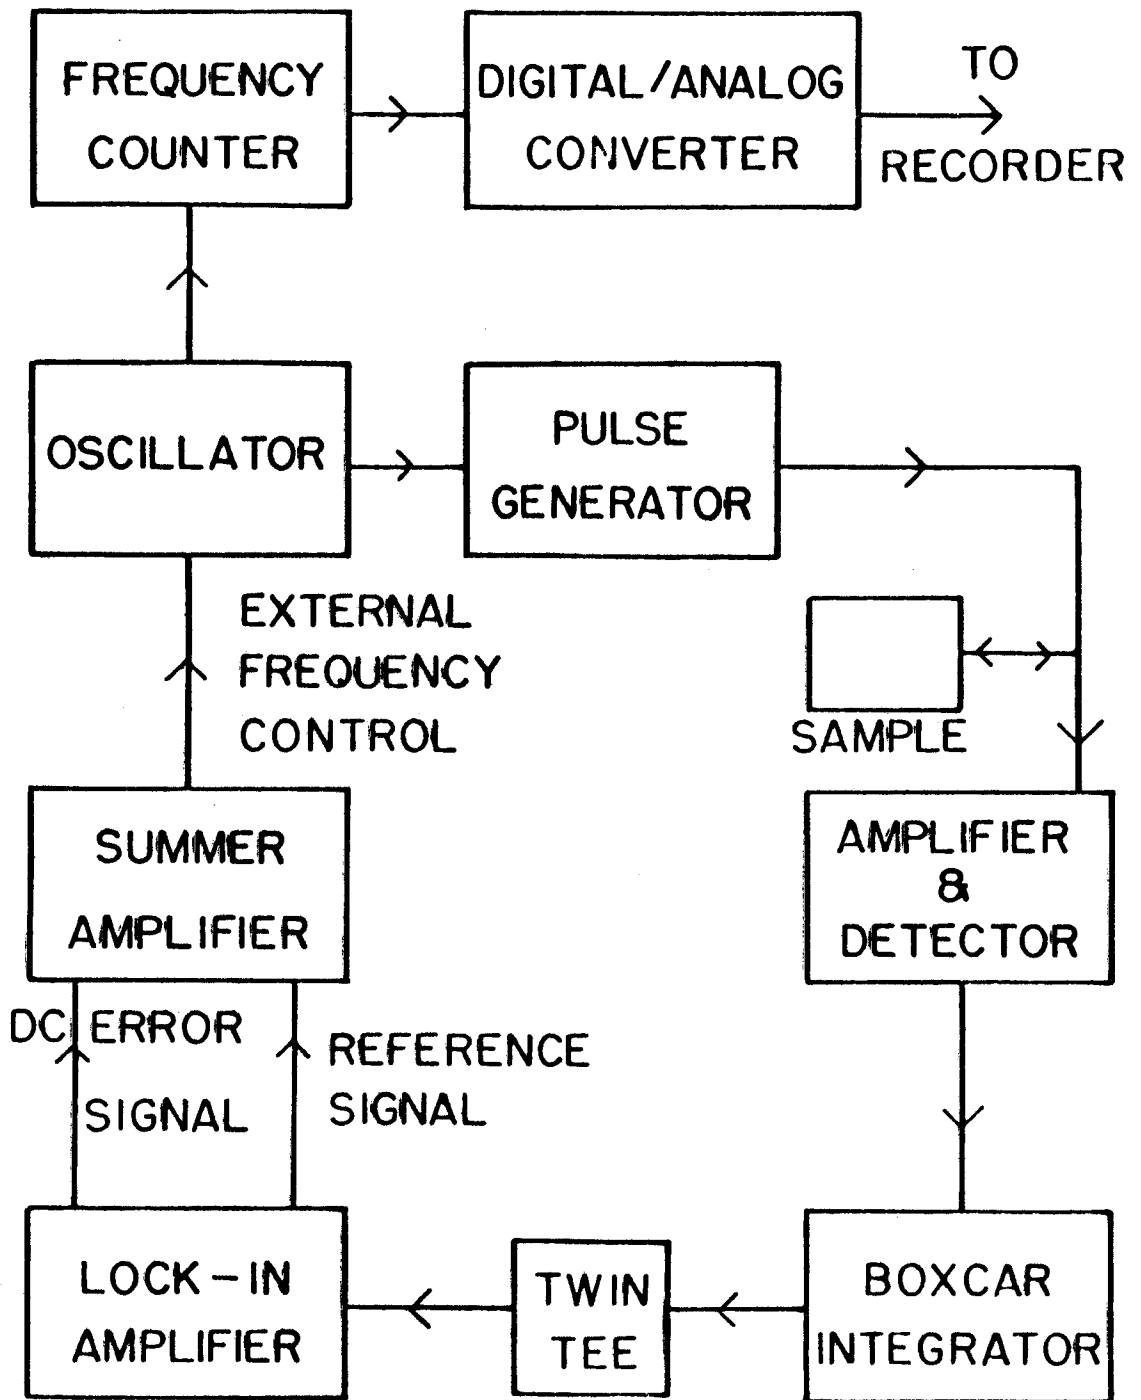 FREQUENCY
COUNTER
DIGITAL/ANALOG
CONVERTER
TO
RECORDER
OSCILLATOR
PULSE
GENERATOR
EXTERNAL
FREQUENCY
CONTROL
SAMPLE
SUMMER
AMPLIFIER
AMPLIFIER
&
DETECTOR
DC ERROR
SIGNAL
REFERENCE
SIGNAL
LOCK-IN
AMPLIFIER
TWIN
TEE
BOXCAR
INTEGRATOR